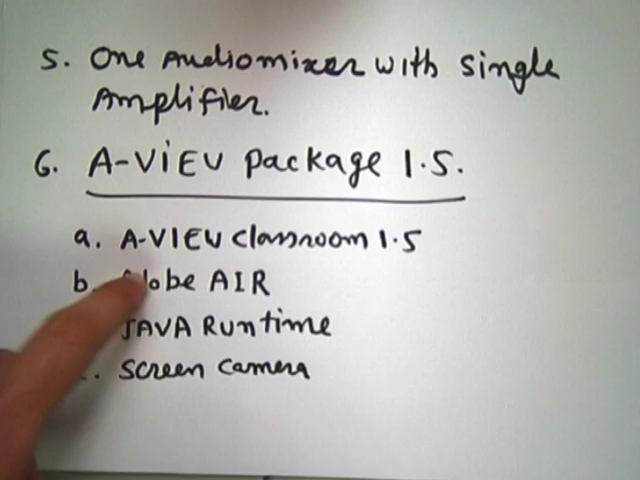 5. One Audiomixer with single
Amplifier.
6. A-VIEU package 1.5.
a. A-VIEU classroom 1.5
b. AIR
JAVA Runtime
screen camera